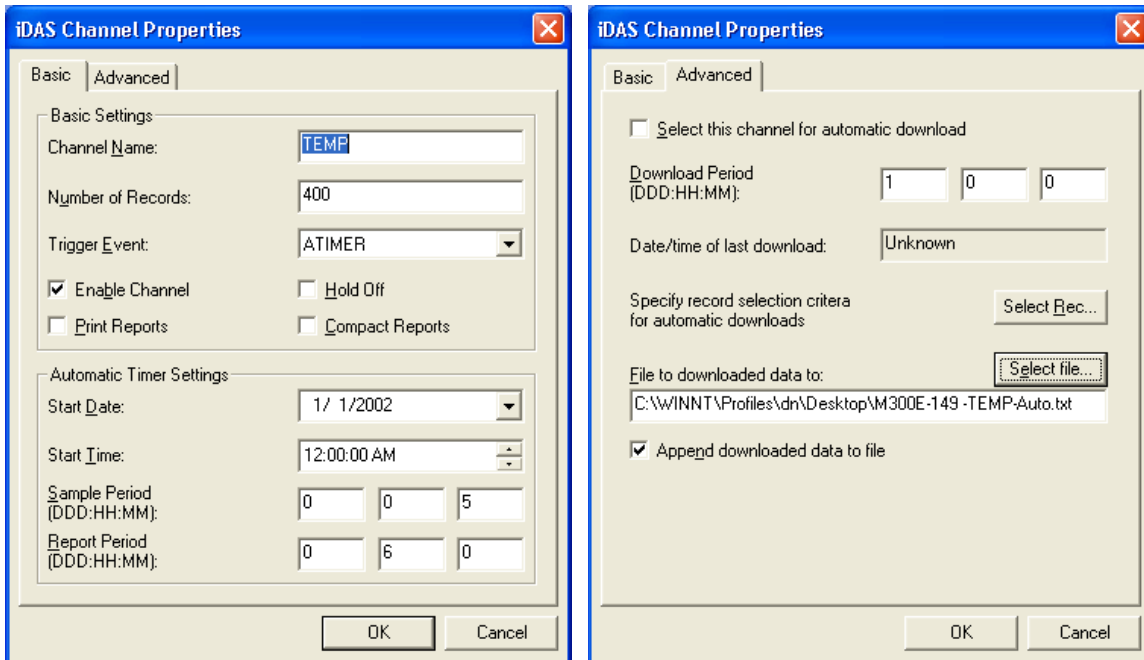 iDAS Channel Properties
Basic Advanced
Basic Settings
Channel Name: TEMP
Number of Records: 400
Trigger Event: ATIMER
Enable Channel Hold Off
Print Reports Compact Reports
Automatic Timer Settings
Start Date: 1/ 1/2002
Start Time: 12:00:00 AM
Sample Period
(DDD:HH:MM): 0 0 5
Report Period
(DDD:HH:MM): 0 6 0
OK Cancel
iDAS Channel Properties
Basic Advanced
Select this channel for automatic download
Download Period
(DDD:HH:MM): 1 0 0
Date/time of last download: Unknown
Specify record selection critera
for automatic downloads
Select Rec...
Select file...
File to downloaded data to:
C:\WINNT\Profiles\dn\Desktop\M300E-149 -TEMP-Auto.txt
Append downloaded data to file
OK Cancel